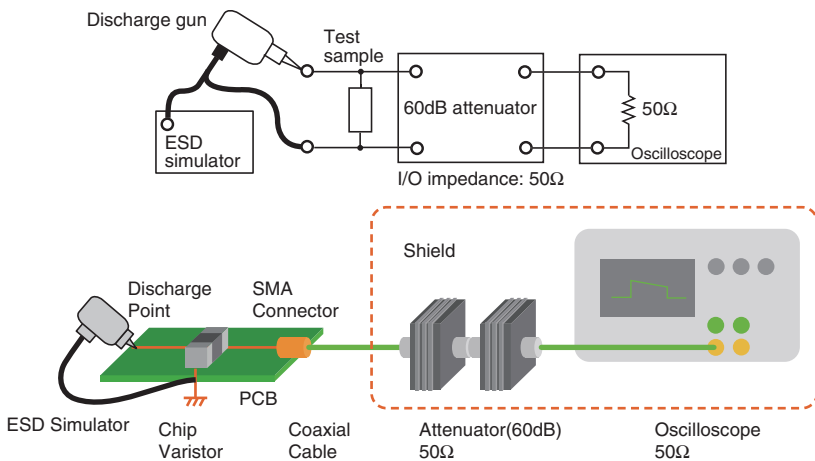 Discharge gun
Test
sample
ESD
simulator
60dB attenuator
50Ω
Oscilloscope
I/O impedance: 50Ω
Shield
Discharge
Point
SMA
Connector
PCB
ESD Simulator
Chip
Varistor
Coaxial
Cable
Attenuator(60dB)
50Ω
Oscilloscope
50Ω